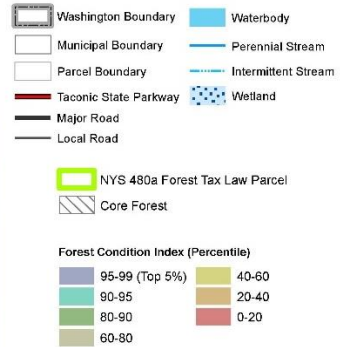 Washington Boundary
Municipal Boundary
Parcel Boundary
Taconic State Parkway
Major Road
Local Road
Waterbody
Perennial Stream
Intermittent Stream
Wetland
NYS 480a Forest Tax Law Parcel
Core Forest
Forest Condition Index (Percentile)
95-99 (Top 5%)
90-95
80-90
60-80
40-60
20-40
0-20